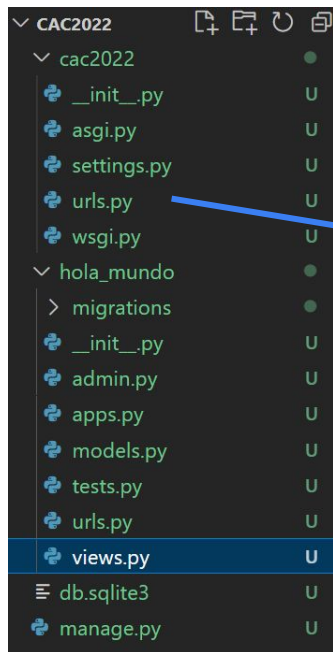 CAC2022
cac2022
__init__.py U
asgi.py U
settings.py U
urls.py U
wsgi.py U
hola_mundo
migrations
__init__.py U
admin.py U
apps.py U
models.py U
tests.py U
urls.py U
views.py U
db.sqlite3 U
manage.py U